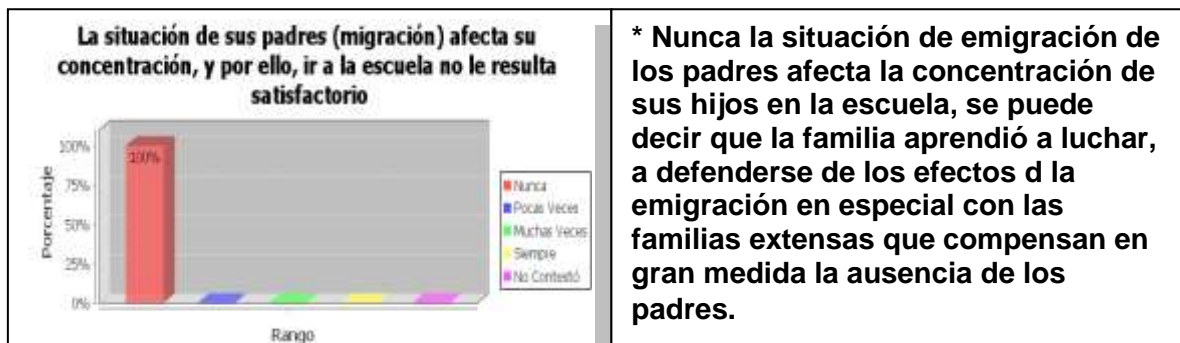 La situación de sus padres (migración) afecta su
concentración, y por ello, ir a la escuela no le resulta
satisfactorio
100%
75%
50%
25%
0%
Porcentaje
100%
Rango
Nunca
Pocas Veces
Muchas Veces
Siempre
No Contestó
* Nunca la situación de emigración de
los padres afecta la concentración de
sus hijos en la escuela, se puede
decir que la familia aprendió a luchar,
a defenderse de los efectos d la
emigración en especial con las
familias extensas que compensan en
gran medida la ausencia de los
padres.